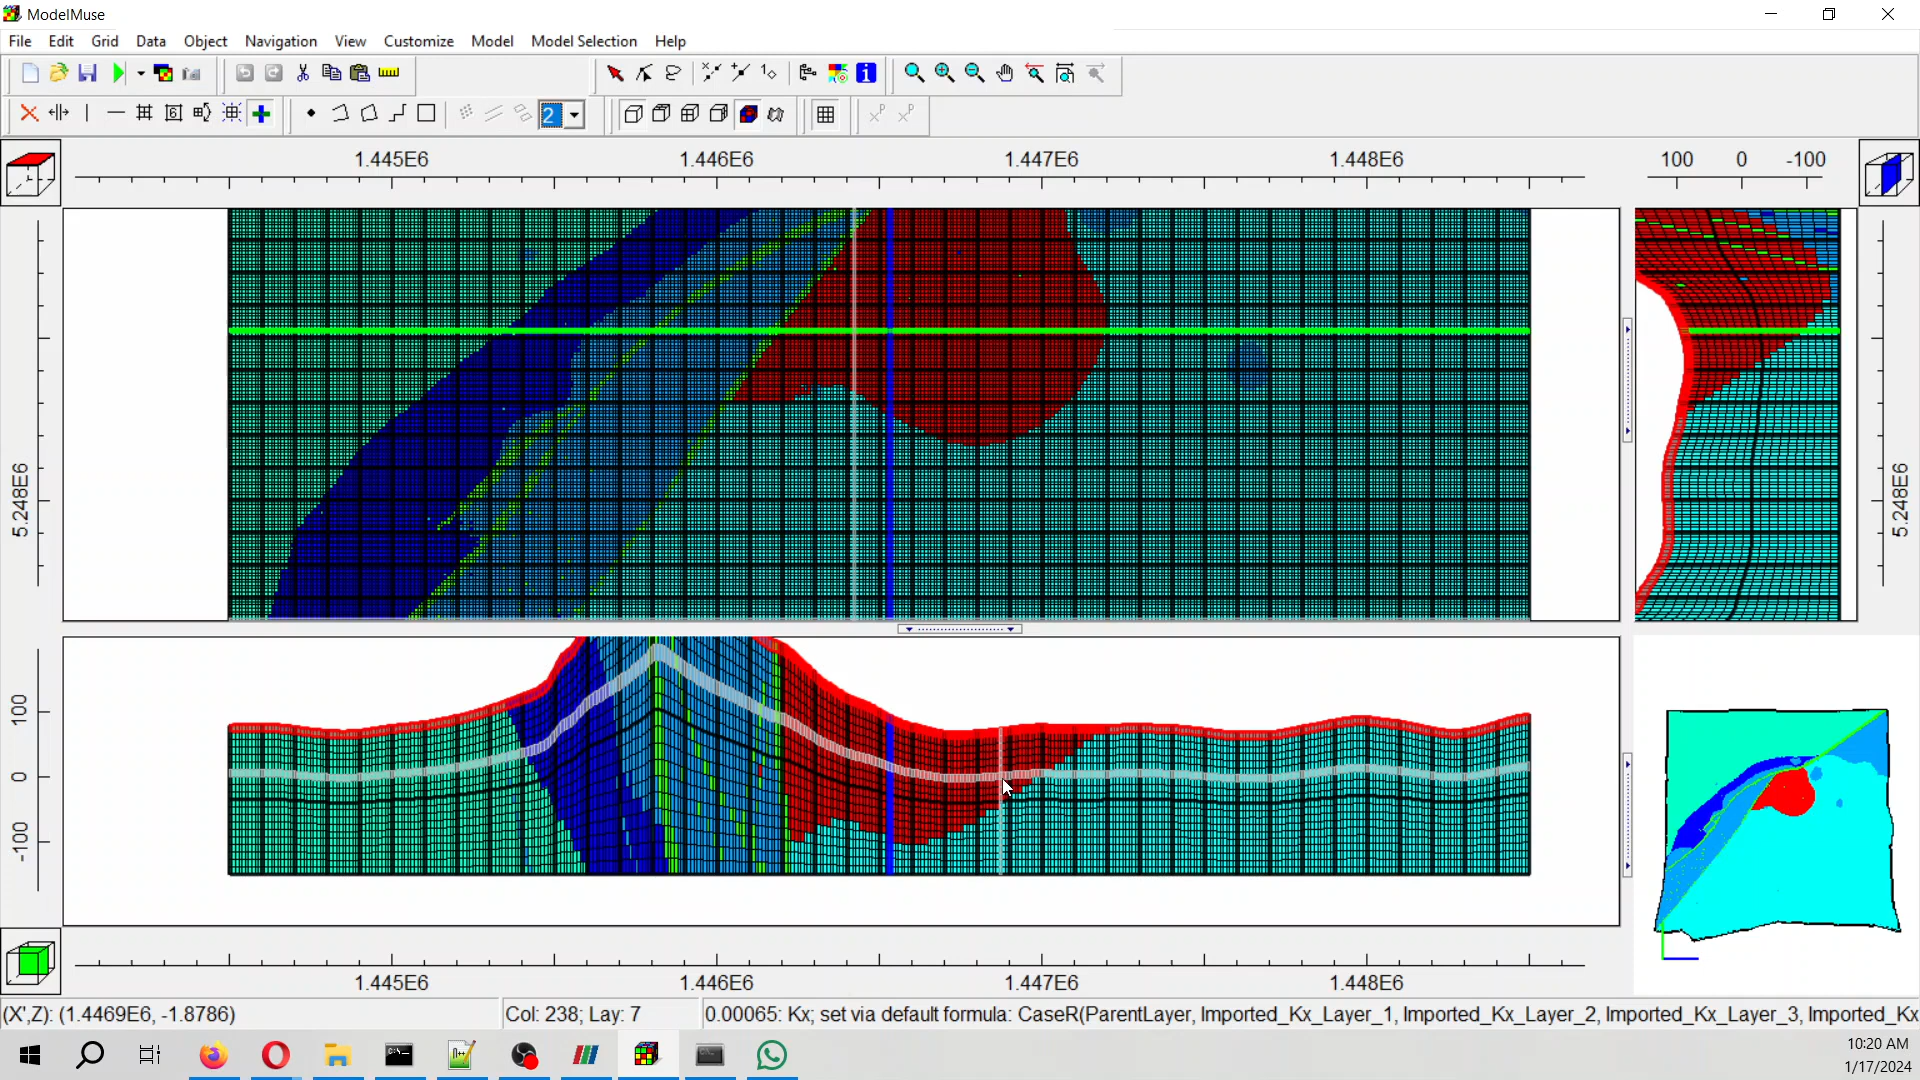 ModelMuse
File Edit Grid Data Object Navigation View Customize Model Model Selection Help
2
1.445E6 1.446E6 1.447E6 1.448E6 100 0 -100
5.248E6
5.248E6
100
0
-100
1.445E6 1.446E6 1.447E6 1.448E6
(X',Z): (1.4469E6, -1.8786) Col: 238; Lay: 7 0.00065: Kx; set via default formula: CaseR(ParentLayer, Imported_Kx_Layer_1, Imported_Kx_Layer_2, Imported_Kx_Layer_3, Imported_Kx
10:20 AM
1/17/2024